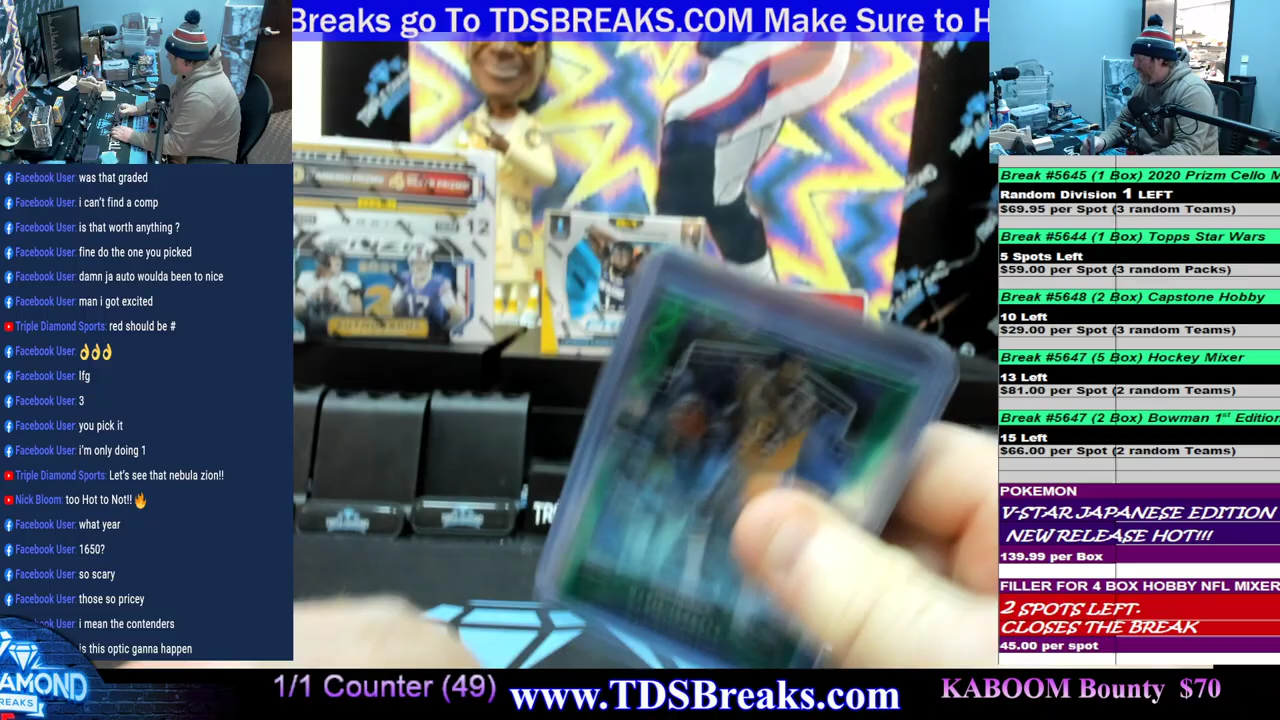 Breaks go To TDSBREAKS.COM Make Sure to H
Facebook User: was that graded
Facebook User: i can't find a comp
Facebook User: is that worth anything ?
Facebook User: fine do the one you picked
Facebook User: damn ja auto woulda been to nice
Facebook User: man i got excited
Triple Diamond Sports: red should be #
Facebook User: 👌👌👌
Facebook User: lfg
Facebook User: 3
Facebook User: you pick it
Facebook User: i'm only doing 1
Triple Diamond Sports: Let's see that nebula zion!!
Nick Bloom: too Hot to Not!! 🔥
Facebook User: what year
Facebook User: 1650?
Facebook User: so scary
Facebook User: those so pricey
ebook User: i mean the contenders
is this optic ganna happen
AMOND
BREAKS
12
PRIZM
2
AUTOGRAPHS
Break #5645 (1 Box) 2020 Prizm Cello M
Random Division 1 LEFT
$69.95 per Spot (3 random Teams)
Break #5644 (1 Box) Topps Star Wars
5 Spots Left
$59.00 per Spot (3 random Packs)
Break #5648 (2 Box) Capstone Hobby
10 Left
$29.00 per Spot (3 random Teams)
Break #5647 (5 Box) Hockey Mixer
13 Left
$81.00 per Spot (2 random Teams)
Break #5647 (2 Box) Bowman 1st Edition
15 Left
$66.00 per Spot (2 random Teams)
POKEMON
V-STAR JAPANESE EDITION
NEW RELEASE HOT!!!
139.99 per Box
FILLER FOR 4 BOX HOBBY NFL MIXER
2 SPOTS LEFT.
CLOSES THE BREAK
45.00 per spot
1/1 Counter (49)
www.TDSBreaks.com
KABOOM Bounty $70